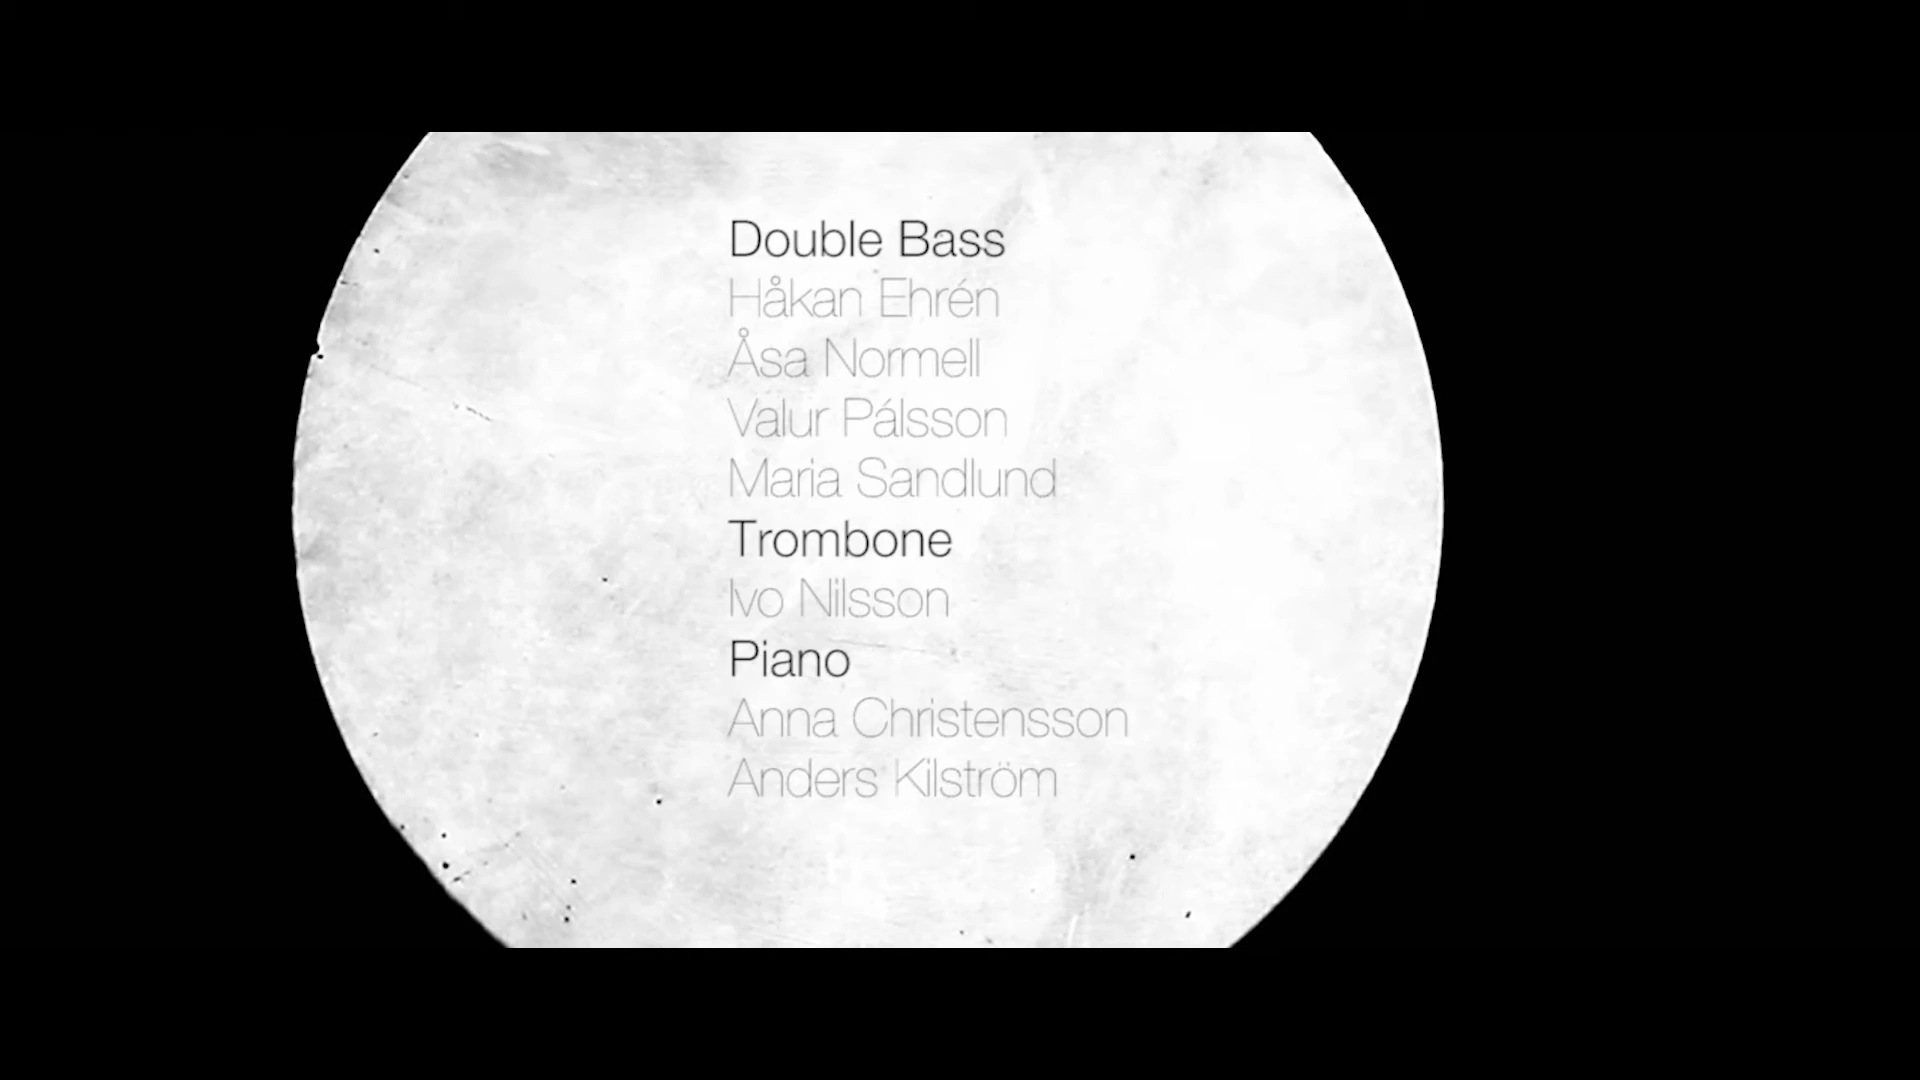 Double Bass
Håkan Ehrén
Åsa Normell
Valur Pálsson
Maria Sandlund
Trombone
Ivo Nilsson
Piano
Anna Christensson
Anders Kilström